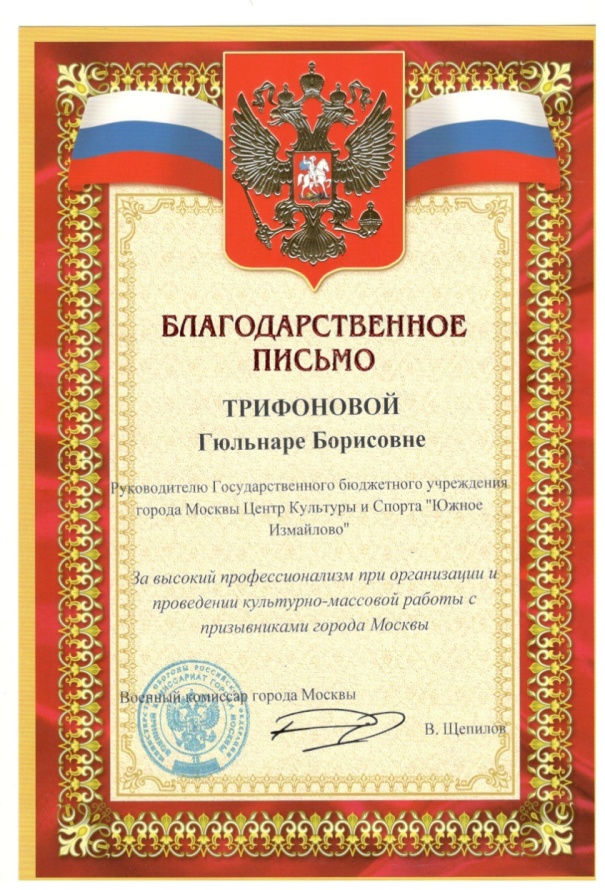 БЛАГОДАРСТВЕННОЕ
ПИСЬМО
ТРИФОНОВОЙ
Гюльнаре Борисовне
Руководителю Государственного бюджетного учреждения
города Москвы Центр Культуры и Спорта "Южное
Измайлово"
За высокий профессионализм при организации и
проведении культурно-массовой работы с
призывниками города Москвы
Военный комиссар города Москвы
В. Щепилов